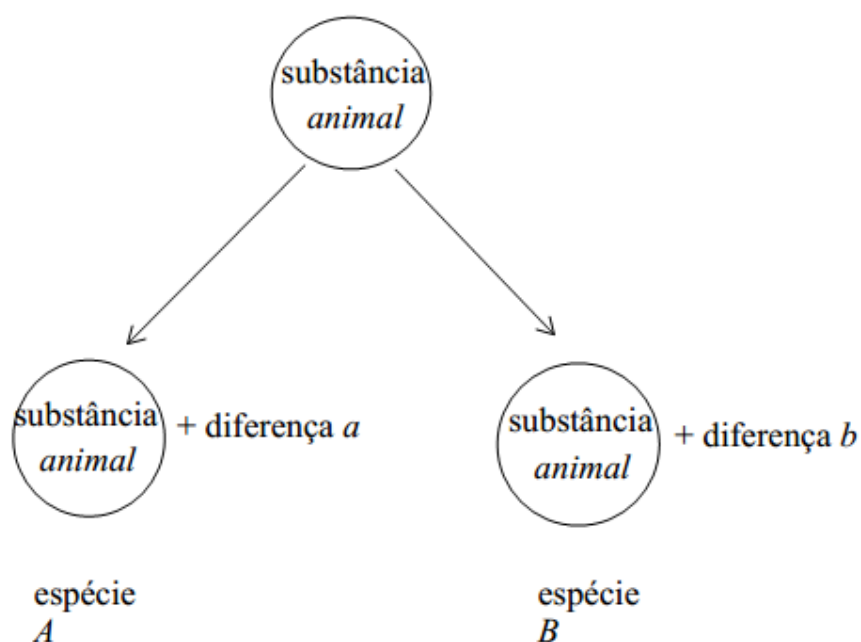 substância
animal
substância
animal
+ diferença a
substância
animal
+ diferença b
espécie
A
espécie
B